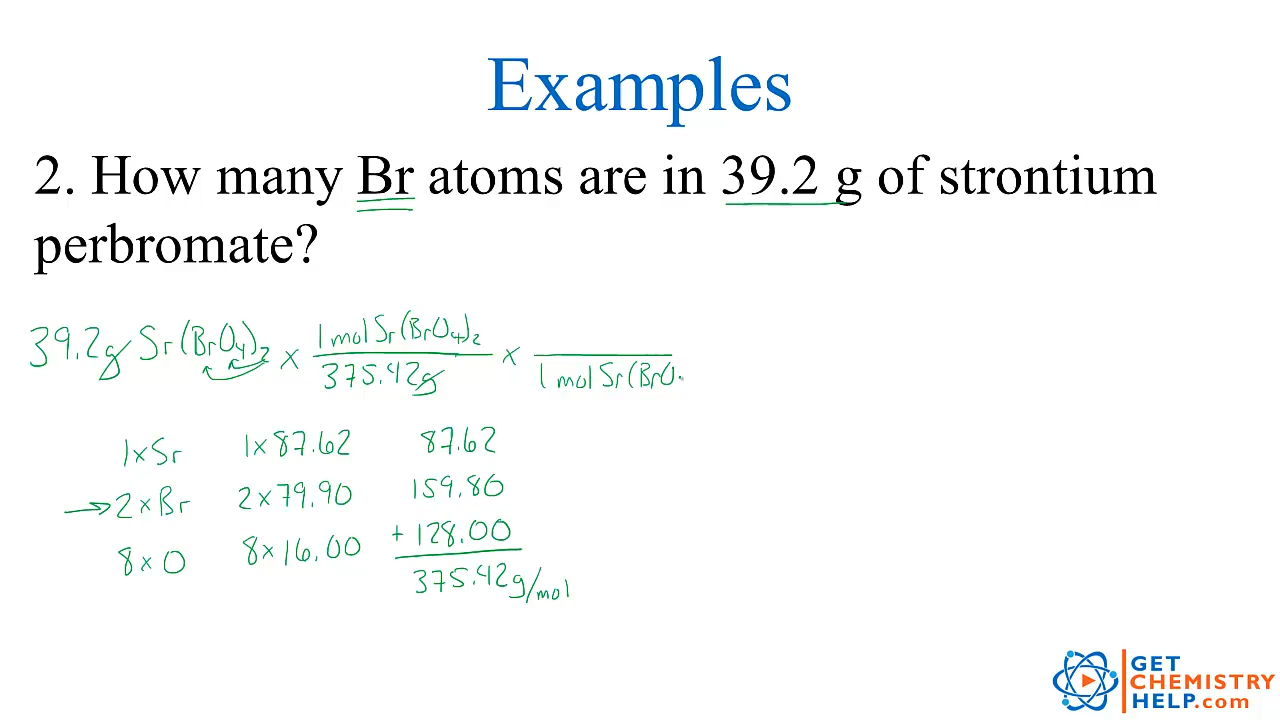 Examples
2. How many Br atoms are in 39.2 g of strontium
perbromate?
39.2g Sr(BrO₄)₂ × 1 mol Sr(BrO₄)₂ / 375.42g × / 1 mol Sr(BrO
1×Sr 1×87.62 87.62
→ 2×Br 2×79.90 159.80
8×O 8×16.00 +128.00
375.42g/mol
GET
CHEMISTRY
HELP.com